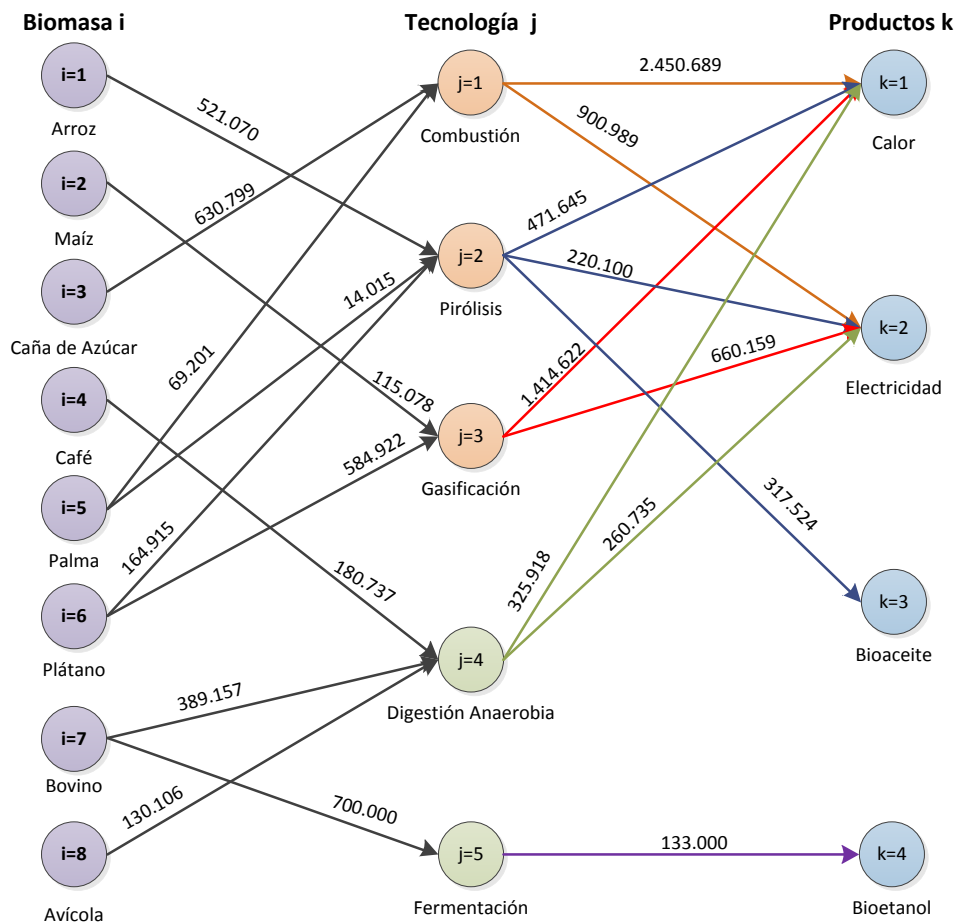 Biomasa i
Tecnología j
Productos k
i=1
Arroz
i=2
Maíz
i=3
Caña de Azúcar
i=4
Café
i=5
Palma
i=6
Plátano
i=7
Bovino
i=8
Avícola
521.070
630.799
14.015
69.201
115.078
584.922
164.915
180.737
389.157
130.106
700.000
j=1
Combustión
j=2
Pirólisis
j=3
Gasificación
j=4
Digestión Anaerobia
j=5
Fermentación
2.450.689
900.989
471.645
220.100
1.414.622
660.159
317.524
325.918
260.735
133.000
k=1
Calor
k=2
Electricidad
k=3
Bioaceite
k=4
Bioetanol